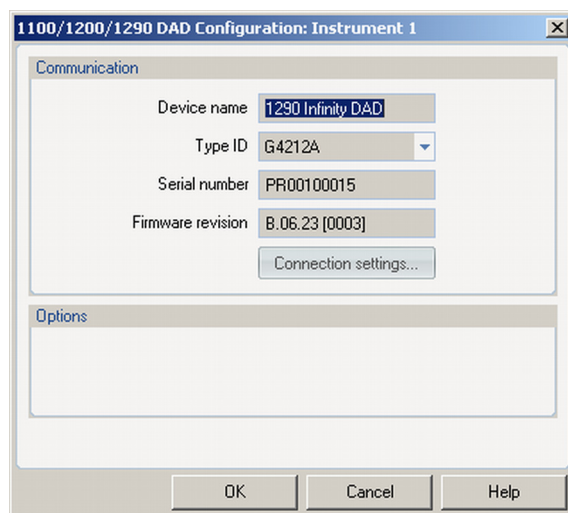 1100/1200/1290 DAD Configuration: Instrument 1
Communication
Device name 1290 Infinity DAD
Type ID G4212A
Serial number PR00100015
Firmware revision B.06.23 [0003]
Connection settings...
Options
OK Cancel Help